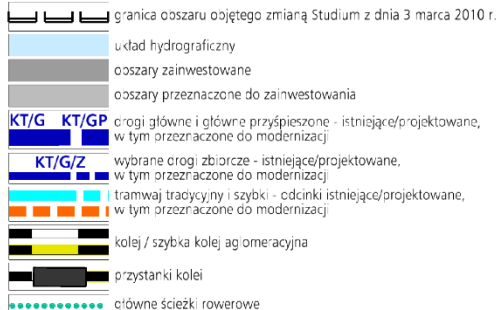 granica obszaru objętego zmianą Studium z dnia 3 marca 2010 r.
układ hydrograficzny
obszary zainwestowane
obszary przeznaczone do zainwestowania
KT/G KT/GP drogi główne i główne przyśpieszone - istniejące/projektowane,
w tym przeznaczone do modernizacji
KT/G/Z wybrane drogi zbiorcze - istniejące/projektowane,
w tym przeznaczone do modernizacji
tramwaj tradycyjny i szybki - odcinki istniejące/projektowane,
w tym przeznaczone do modernizacji
kolej / szybka kolej aglomeracyjna
przystanki kolei
główne ścieżki rowerowe